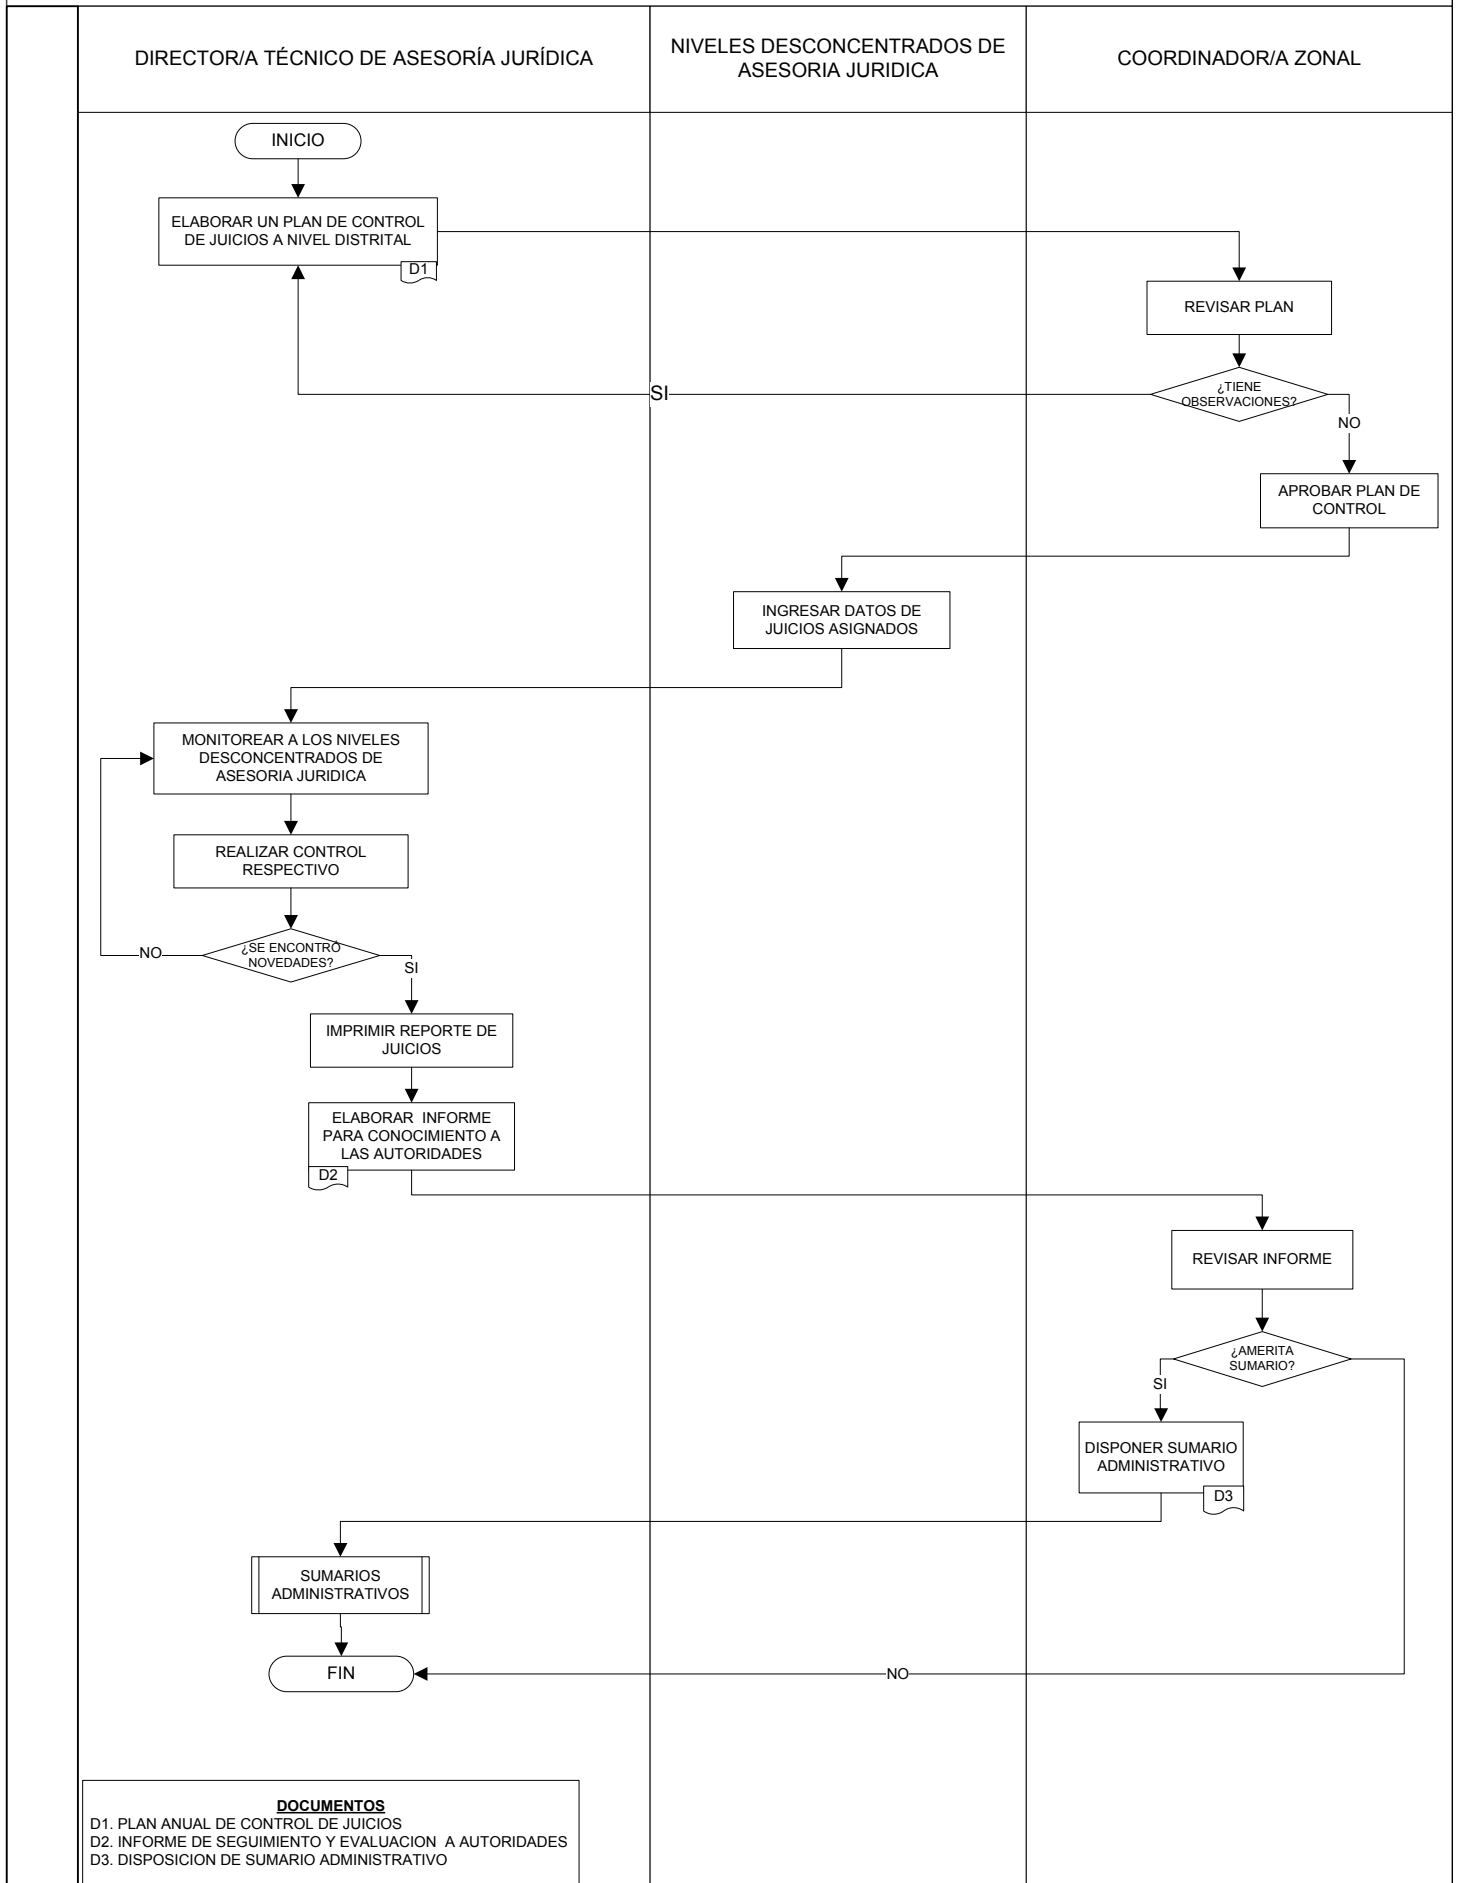 DIRECTOR/A TÉCNICO DE ASESORÍA JURÍDICA
NIVELES DESCONCENTRADOS DE
ASESORIA JURIDICA
COORDINADOR/A ZONAL
INICIO
ELABORAR UN PLAN DE CONTROL
DE JUICIOS A NIVEL DISTRITAL
D1
REVISAR PLAN
¿TIENE
OBSERVACIONES?
SI
NO
APROBAR PLAN DE
CONTROL
INGRESAR DATOS DE
JUICIOS ASIGNADOS
MONITOREAR A LOS NIVELES
DESCONCENTRADOS DE
ASESORIA JURIDICA
REALIZAR CONTROL
RESPECTIVO
¿SE ENCONTRÓ
NOVEDADES?
NO
SI
IMPRIMIR REPORTE DE
JUICIOS
ELABORAR INFORME
PARA CONOCIMIENTO A
LAS AUTORIDADES
D2
REVISAR INFORME
¿AMERITA
SUMARIO?
SI
DISPONER SUMARIO
ADMINISTRATIVO
D3
SUMARIOS
ADMINISTRATIVOS
FIN
NO
DOCUMENTOS
D1. PLAN ANUAL DE CONTROL DE JUICIOS
D2. INFORME DE SEGUIMIENTO Y EVALUACION A AUTORIDADES
D3. DISPOSICION DE SUMARIO ADMINISTRATIVO